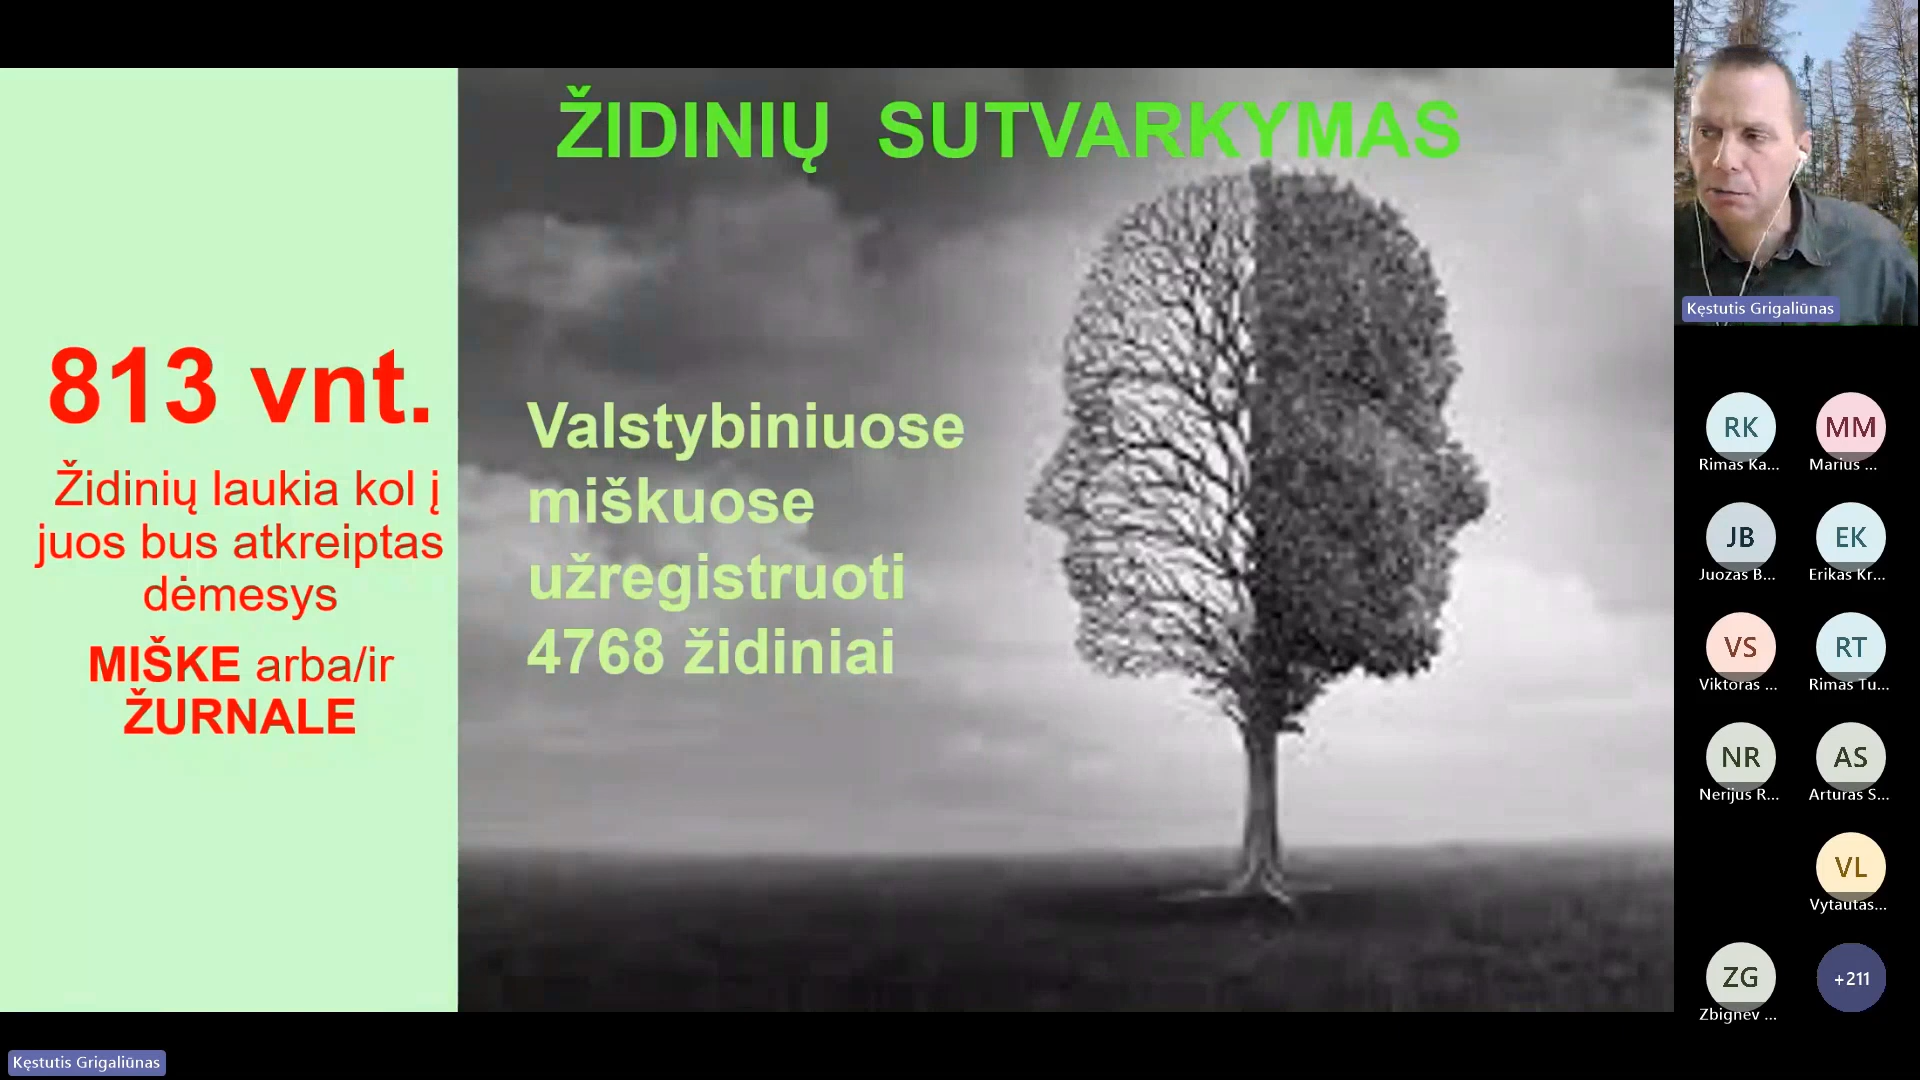 ŽIDINIŲ SUTVARKYMAS
813 vnt.
Židinių laukia kol į
juos bus atkreiptas
dėmesys
MIŠKE arba/ir
ŽURNALE
Valstybiniuose
miškuose
užregistruoti
4768 židiniai
Kęstutis Grigaliūnas
RK
Rimas Ka...
MM
Marius ...
JB
Juozas B...
EK
Erikas Kr...
VS
Viktoras ...
RT
Rimas Tu...
NR
Nerijus R...
AS
Arturas S...
VL
Vytautas...
ZG
Zbignev ...
+211
Kęstutis Grigaliūnas